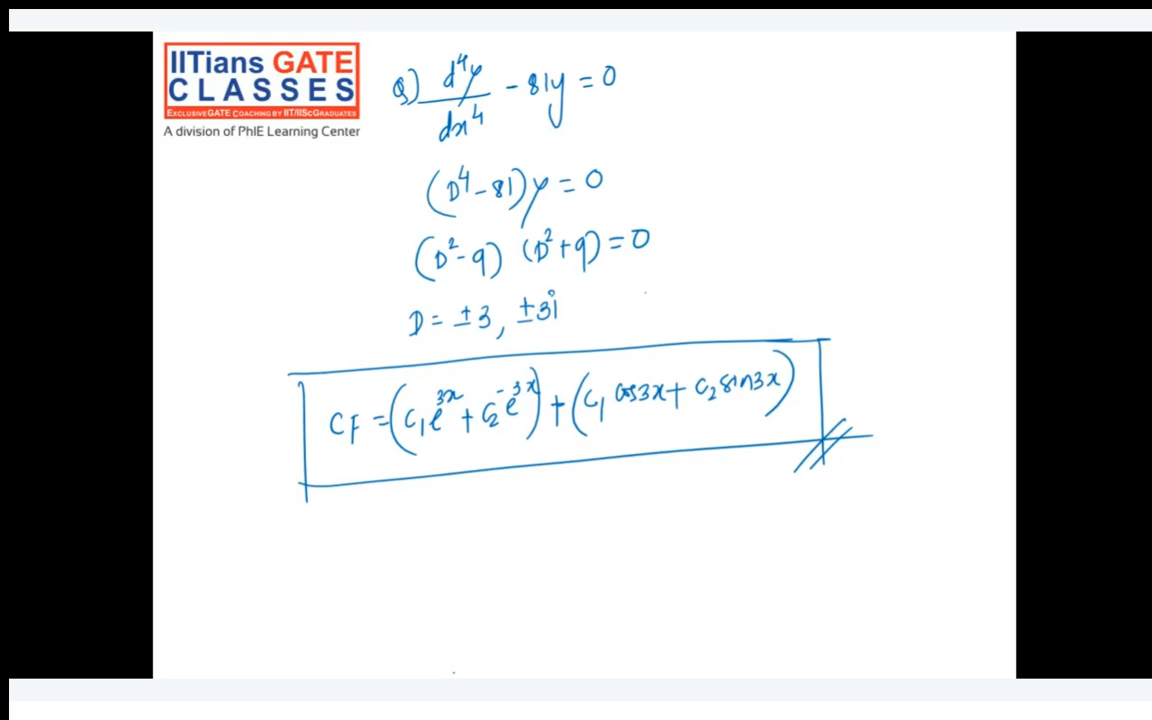 IITians GATE
CLASSES
EXCLUSIVE GATE COACHING BY IIT/IISC GRADUATES
A division of PhIE Learning Center
Q) d⁴y/dx⁴ - 81y = 0
(D⁴ - 81)y = 0
(D² - 9) (D² + 9) = 0
D = ±3, ±3i
CF = (C₁e³ˣ + C₂e⁻³ˣ) + (C₁ cos3x + C₂ sin3x)